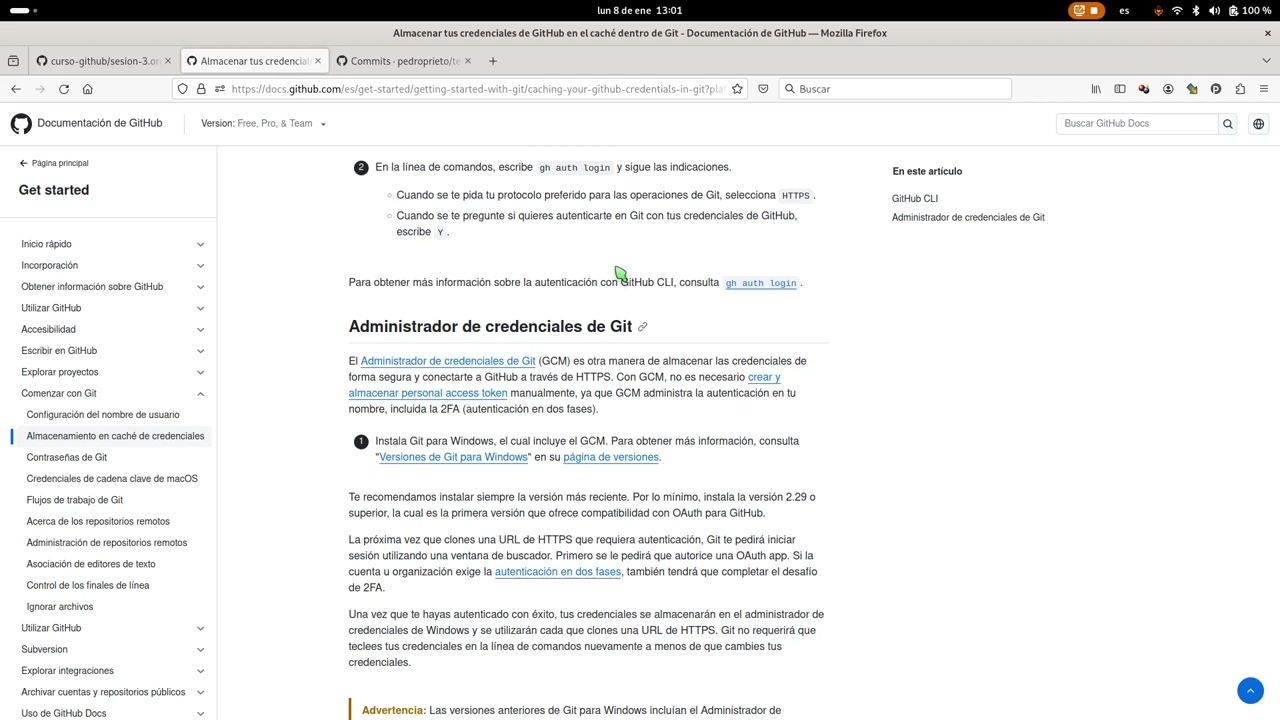 lun 8 de ene  13:01
es
100 %
Almacenar tus credenciales de GitHub en el caché dentro de Git - Documentación de GitHub — Mozilla Firefox
curso-github/sesion-3.or
Almacenar tus credencial
Commits · pedroprieto/te
https://docs.github.com/es/get-started/getting-started-with-git/caching-your-github-credentials-in-git?pla
Buscar
Documentación de GitHub
Version: Free, Pro, & Team
Buscar GitHub Docs
Página principal
Get started
Inicio rápido
Incorporación
Obtener información sobre GitHub
Utilizar GitHub
Accesibilidad
Escribir en GitHub
Explorar proyectos
Comenzar con Git
Configuración del nombre de usuario
Almacenamiento en caché de credenciales
Contraseñas de Git
Credenciales de cadena clave de macOS
Flujos de trabajo de Git
Acerca de los repositorios remotos
Administración de repositorios remotos
Asociación de editores de texto
Control de los finales de línea
Ignorar archivos
Utilizar GitHub
Subversion
Explorar integraciones
Archivar cuentas y repositorios públicos
Uso de GitHub Docs
2 En la línea de comandos, escribe gh auth login y sigue las indicaciones.
Cuando se te pida tu protocolo preferido para las operaciones de Git, selecciona HTTPS .
Cuando se te pregunte si quieres autenticarte en Git con tus credenciales de GitHub,
escribe Y .
Para obtener más información sobre la autenticación con GitHub CLI, consulta gh auth login .
Administrador de credenciales de Git
El Administrador de credenciales de Git (GCM) es otra manera de almacenar las credenciales de
forma segura y conectarte a GitHub a través de HTTPS. Con GCM, no es necesario crear y
almacenar personal access token manualmente, ya que GCM administra la autenticación en tu
nombre, incluida la 2FA (autenticación en dos fases).
1 Instala Git para Windows, el cual incluye el GCM. Para obtener más información, consulta
"Versiones de Git para Windows" en su página de versiones.
Te recomendamos instalar siempre la versión más reciente. Por lo mínimo, instala la versión 2.29 o
superior, la cual es la primera versión que ofrece compatibilidad con OAuth para GitHub.
La próxima vez que clones una URL de HTTPS que requiera autenticación, Git te pedirá iniciar
sesión utilizando una ventana de buscador. Primero se le pedirá que autorice una OAuth app. Si la
cuenta u organización exige la autenticación en dos fases, también tendrá que completar el desafío
de 2FA.
Una vez que te hayas autenticado con éxito, tus credenciales se almacenarán en el administrador de
credenciales de Windows y se utilizarán cada que clones una URL de HTTPS. Git no requerirá que
teclees tus credenciales en la línea de comandos nuevamente a menos de que cambies tus
credenciales.
Advertencia: Las versiones anteriores de Git para Windows incluían el Administrador de
En este artículo
GitHub CLI
Administrador de credenciales de Git